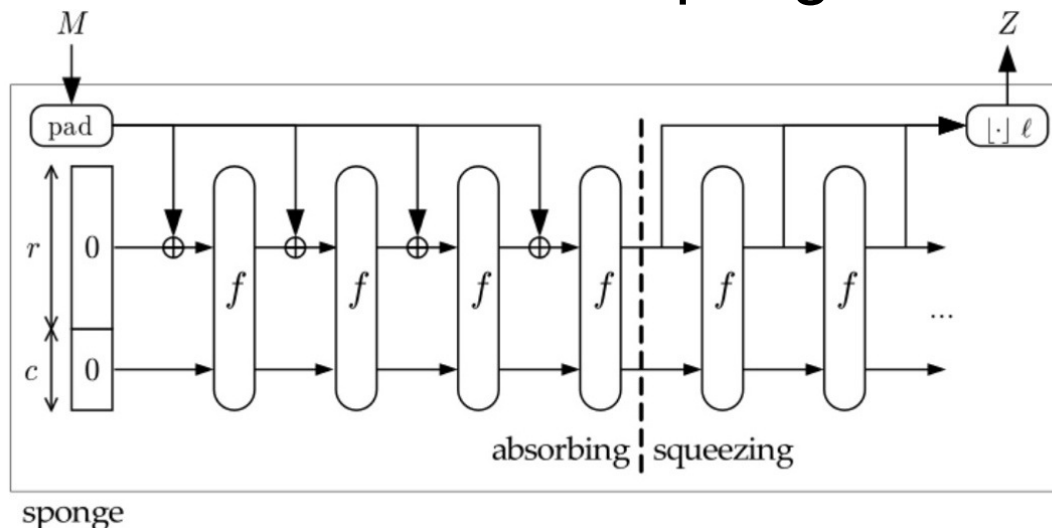 M Z
pad ⌊·⌋ ℓ
r 0 f f f f f f
c 0 ...
absorbing squeezing
sponge